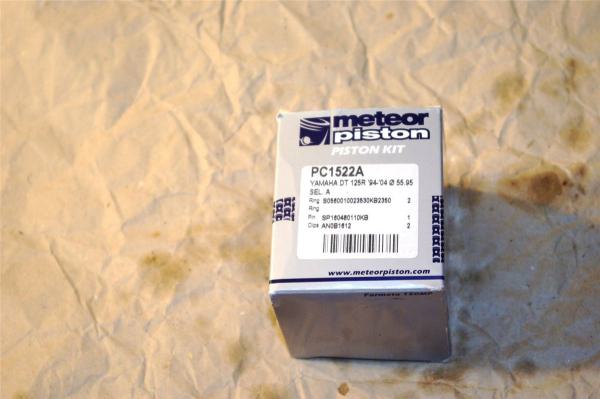 meteor
piston
PISTON KIT
PC1522A
YAMAHA DT 125R '94-'04 Ø 55.95
SEL. A
Ring S0560010023530KB2350 2
Ring
Pin SP160480110KB 1
Clips AN0B1612 2
www.meteorpiston.com